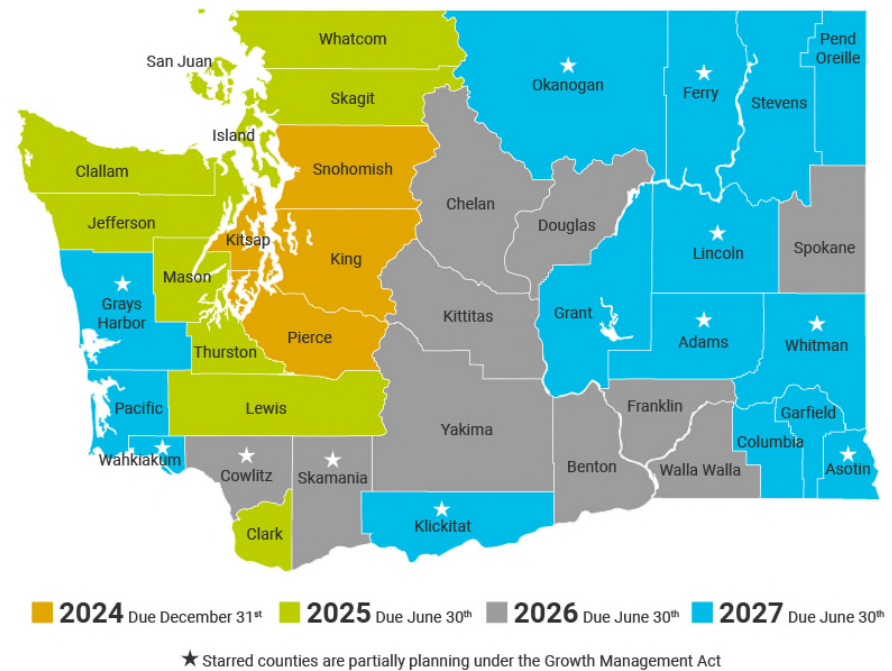 Whatcom
Pend
Oreille
San Juan
Okanogan
Ferry
Stevens
Skagit
Island
Snohomish
Clallam
Chelan
Douglas
Jefferson
Kitsap
King
Lincoln
Spokane
Mason
Grays
Harbor
Kittitas
Grant
Pierce
Adams
Whitman
Thurston
Pacific
Lewis
Franklin
Garfield
Yakima
Columbia
Wahkiakum
Cowlitz
Skamania
Benton
Walla Walla
Asotin
Clark
Klickitat
2024 Due December 31st
2025 Due June 30th
2026 Due June 30th
2027 Due June 30th
★ Starred counties are partially planning under the Growth Management Act